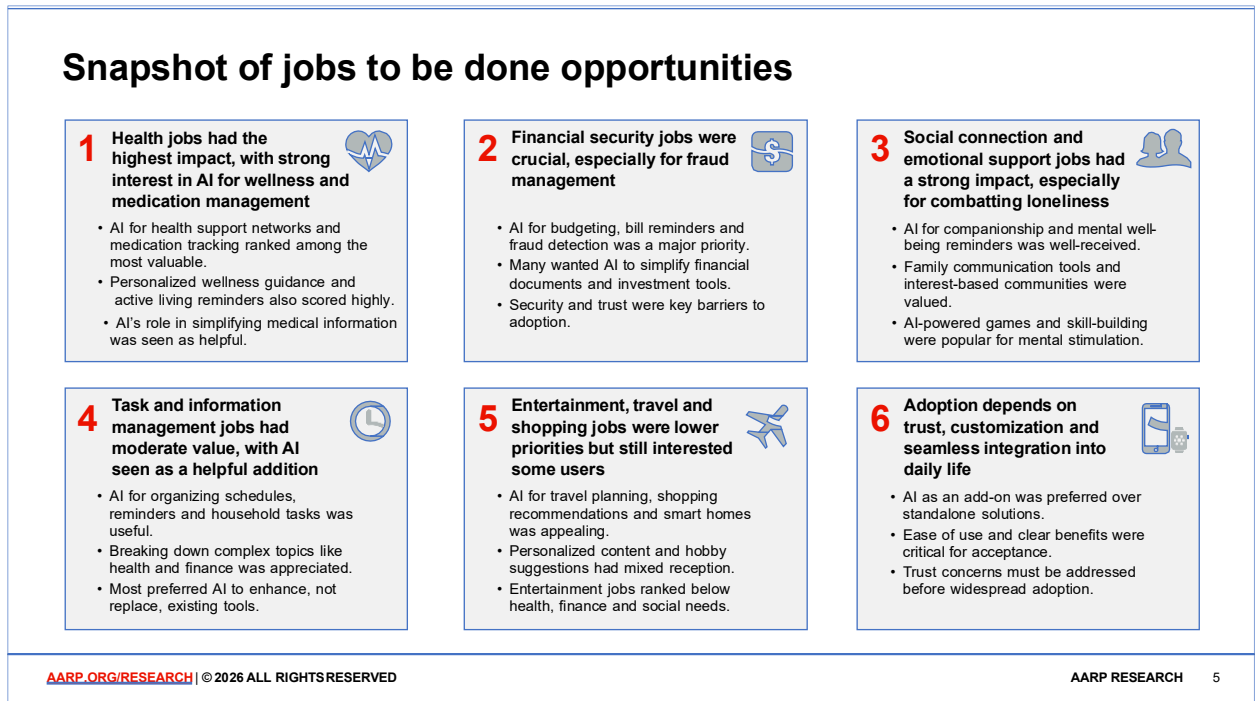 Snapshot of jobs to be done opportunities
1
Health jobs had the
highest impact, with strong
interest in AI for wellness and
medication management
• AI for health support networks and
medication tracking ranked among the
most valuable.
• Personalized wellness guidance and
active living reminders also scored highly.
• AI's role in simplifying medical information
was seen as helpful.
2
Financial security jobs were
crucial, especially for fraud
management
$
• AI for budgeting, bill reminders and
fraud detection was a major priority.
• Many wanted AI to simplify financial
documents and investment tools.
• Security and trust were key barriers to
adoption.
3
Social connection and
emotional support jobs had
a strong impact, especially
for combatting loneliness
• AI for companionship and mental well-
being reminders was well-received.
• Family communication tools and
interest-based communities were
valued.
• AI-powered games and skill-building
were popular for mental stimulation.
4
Task and information
management jobs had
moderate value, with AI
seen as a helpful addition
• AI for organizing schedules,
reminders and household tasks was
useful.
• Breaking down complex topics like
health and finance was appreciated.
• Most preferred AI to enhance, not
replace, existing tools.
5
Entertainment, travel and
shopping jobs were lower
priorities but still interested
some users
• AI for travel planning, shopping
recommendations and smart homes
was appealing.
• Personalized content and hobby
suggestions had mixed reception.
• Entertainment jobs ranked below
health, finance and social needs.
6
Adoption depends on
trust, customization and
seamless integration into
daily life
• AI as an add-on was preferred over
standalone solutions.
• Ease of use and clear benefits were
critical for acceptance.
• Trust concerns must be addressed
before widespread adoption.
AARP.ORG/RESEARCH | © 2026 ALL RIGHTS RESERVED
AARP RESEARCH 5